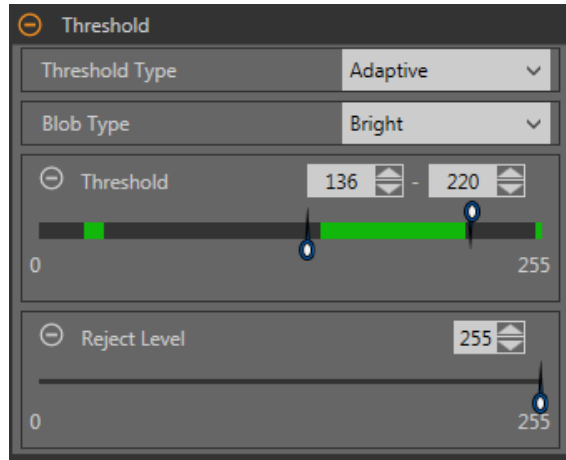 Threshold
Threshold Type Adaptive
Blob Type Bright
Threshold 136 - 220
0 255
Reject Level 255
0 255